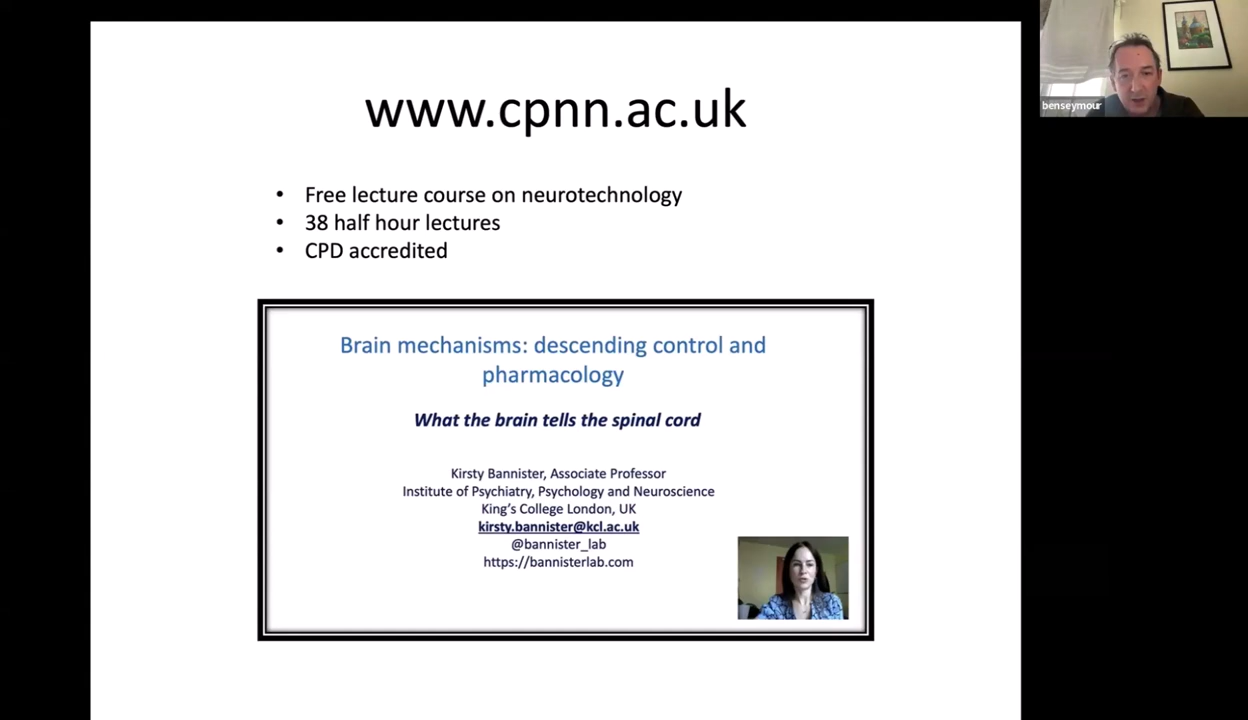 www.cpnn.ac.uk
• Free lecture course on neurotechnology
• 38 half hour lectures
• CPD accredited
Brain mechanisms: descending control and
pharmacology
What the brain tells the spinal cord
Kirsty Bannister, Associate Professor
Institute of Psychiatry, Psychology and Neuroscience
King's College London, UK
kirsty.bannister@kcl.ac.uk
@bannister_lab
https://bannisterlab.com
benseymour